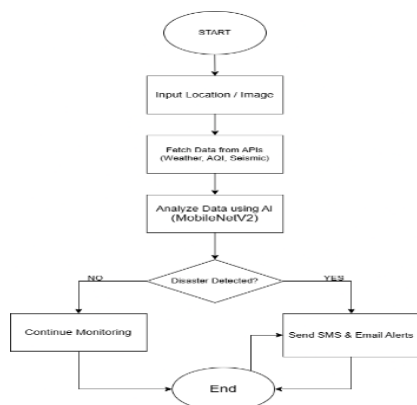 START
Input Location / Image
Fetch Data from APIs
(Weather, AQI, Seismic)
Analyze Data using AI
(MobileNetV2)
Disaster Detected?
NO
YES
Continue Monitoring
Send SMS & Email Alerts
End